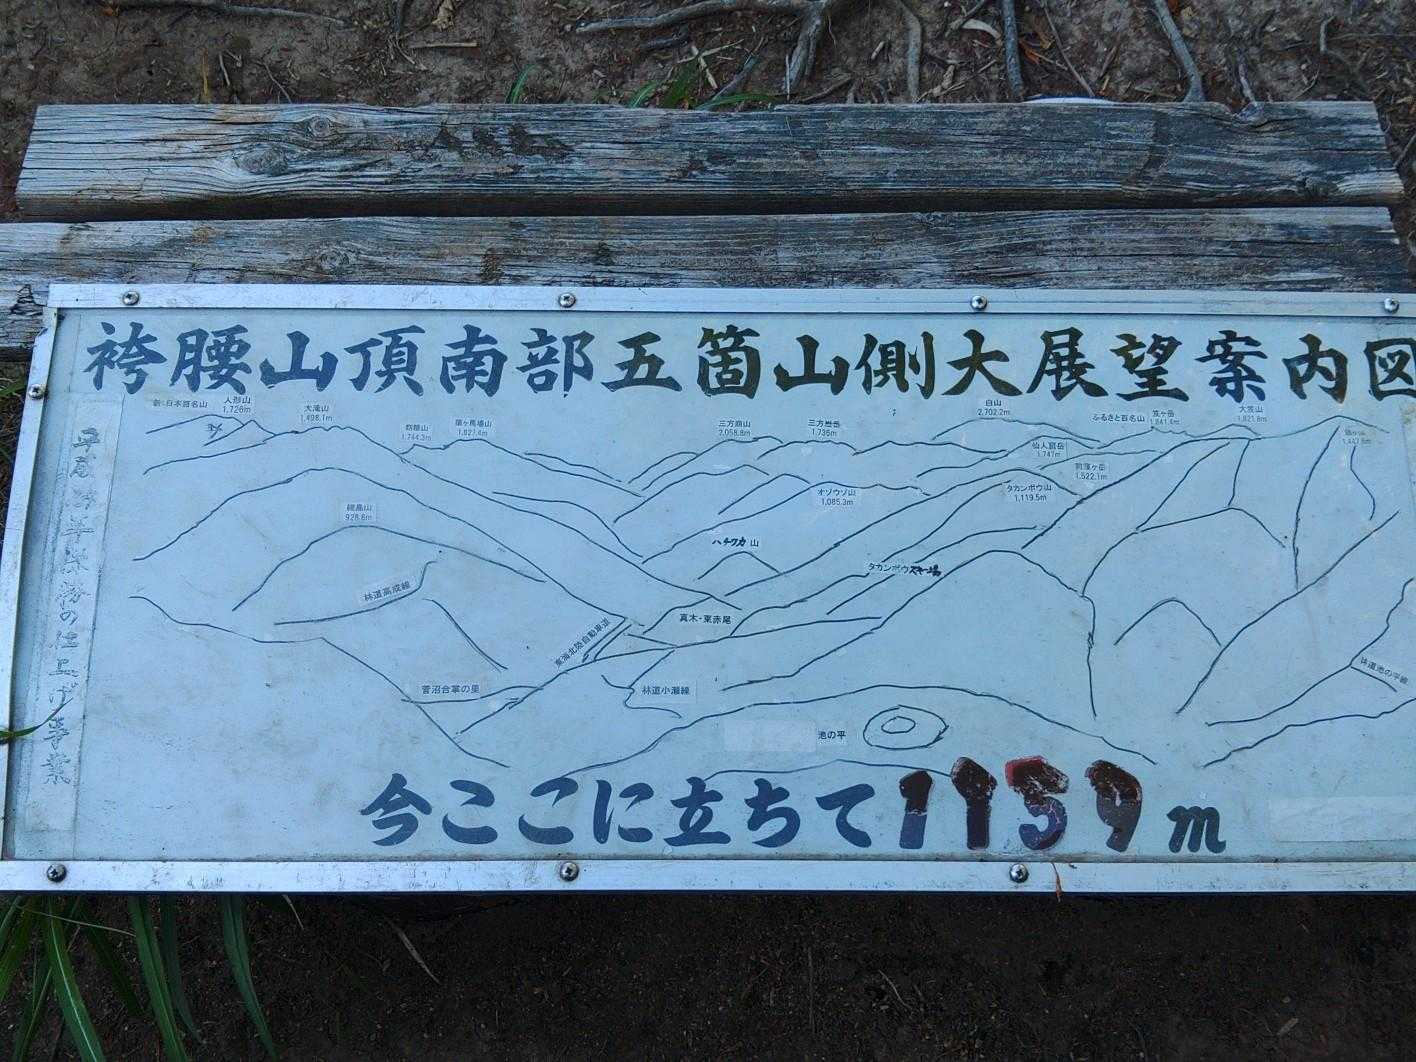 袴腰山頂南部五箇山側大展望案内図
新・日本百名山
人形山
1,726m
大滝山
1,498.1m
1,744.3m
猿ヶ馬場山
1,827.4m
三方崩山
2,058.8m
三方岩岳
1,736m
白山
2,702.2m
仙人窟岳
1,747m
ふるさと百名山
笈ヶ岳
1,841.4m
大笠山
1,821.8m
前笈ヶ岳
1,522.1m
タカンボウ山
1,119.5m
オゾウゾ山
1,085.3m
高島山
928.6m
ハチワカ山
タカンボウスキー場
林道高成線
真木・東赤尾
東海北陸自動車道
菅沼合掌の里
林道小瀬線
林道池の平線
池の平
今ここに立ちて1159m